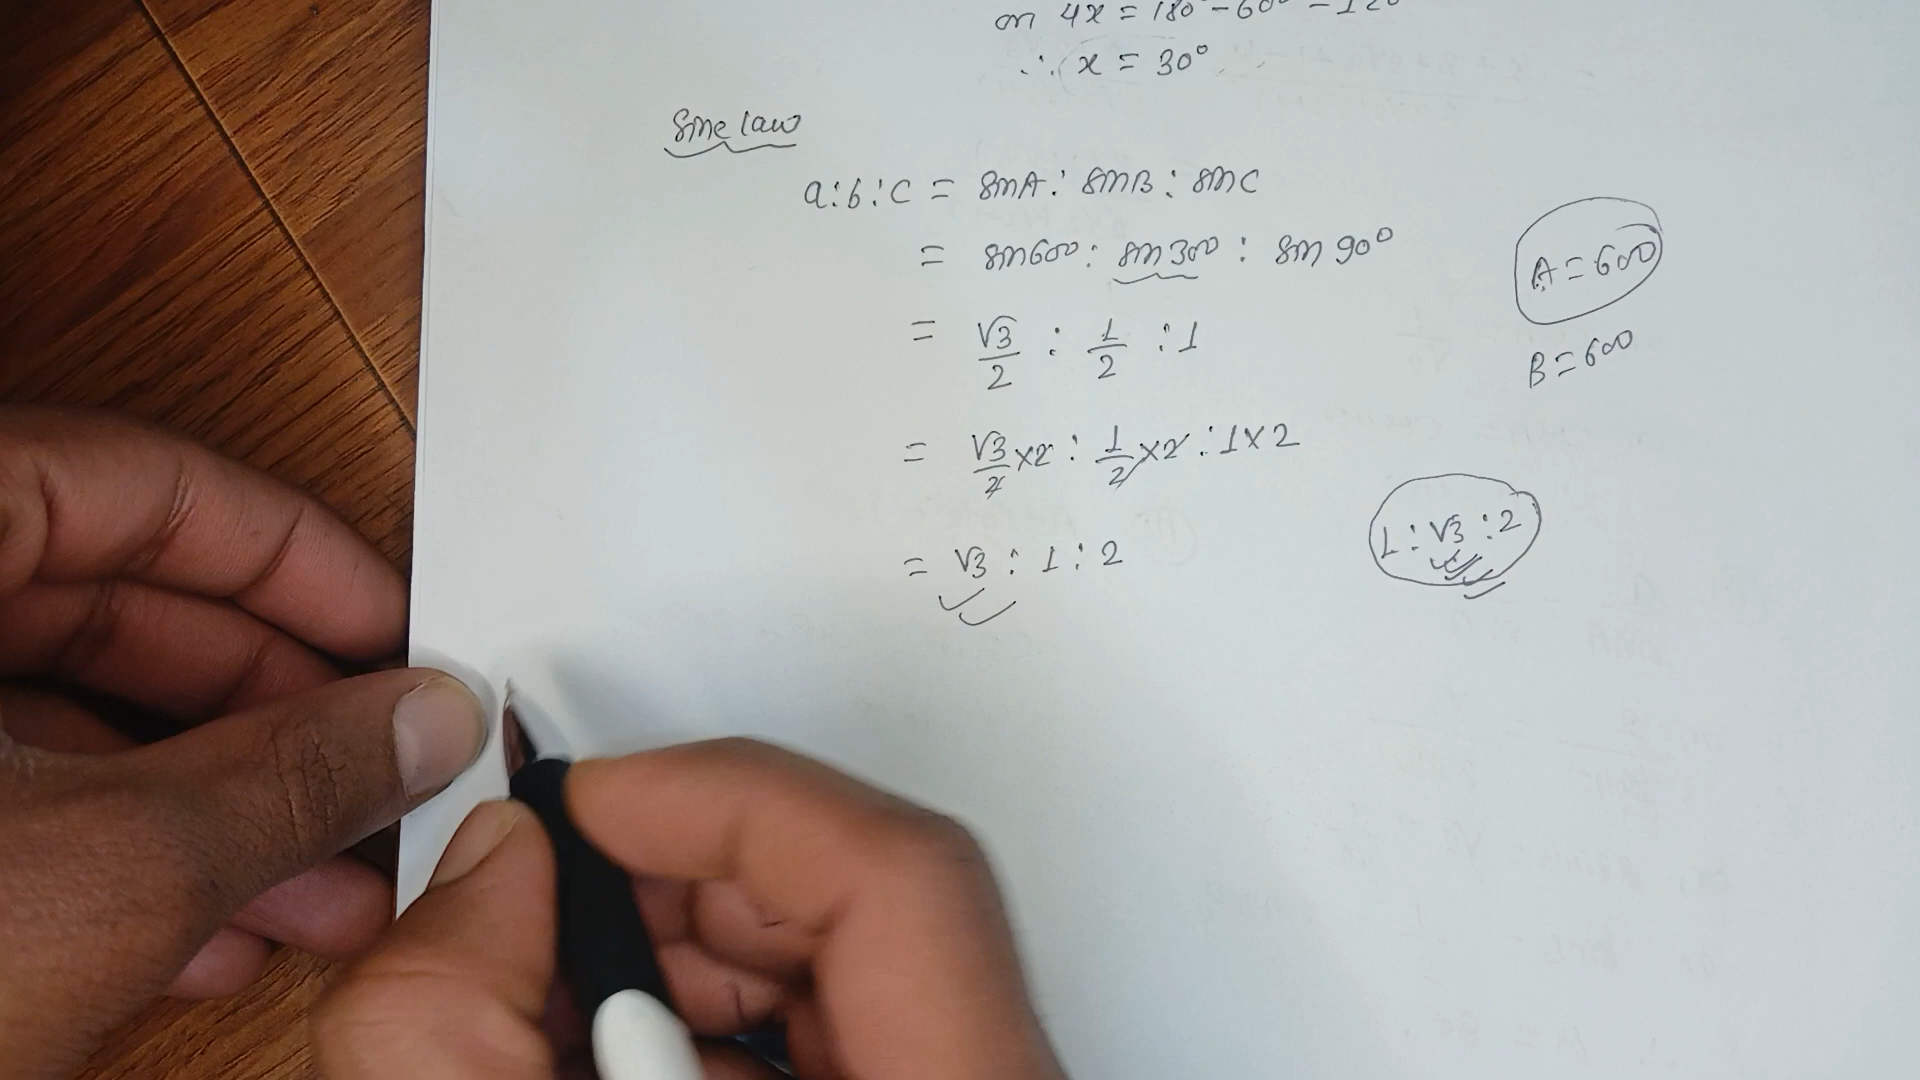 or 4x = 180° - 60° - 120°
∴ x = 30°
Sine law
a : b : c = sinA : sinB : sinC
= sin60° : sin30° : sin 90°
= √3/2 : 1/2 : 1
= √3/2 × 2 : 1/2 × 2 : 1 × 2
= √3 : 1 : 2
A = 60°
B = 60°
1 : √3 : 2